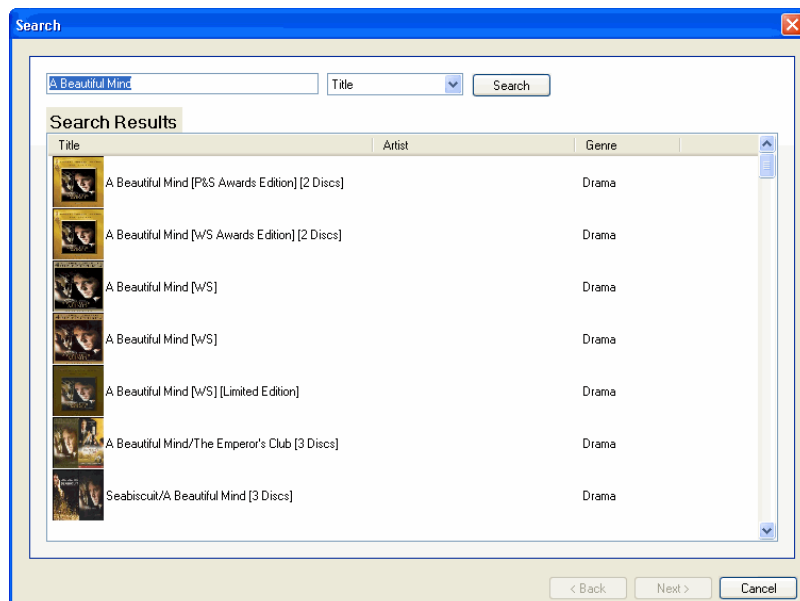 Search
A Beautiful Mind Title Search
Search Results
Title Artist Genre
A Beautiful Mind [P&S Awards Edition] [2 Discs] Drama
A Beautiful Mind [WS Awards Edition] [2 Discs] Drama
A Beautiful Mind [WS] Drama
A Beautiful Mind [WS] Drama
A Beautiful Mind [WS] [Limited Edition] Drama
A Beautiful Mind/The Emperor's Club [3 Discs] Drama
Seabiscuit/A Beautiful Mind [3 Discs] Drama
< Back Next > Cancel